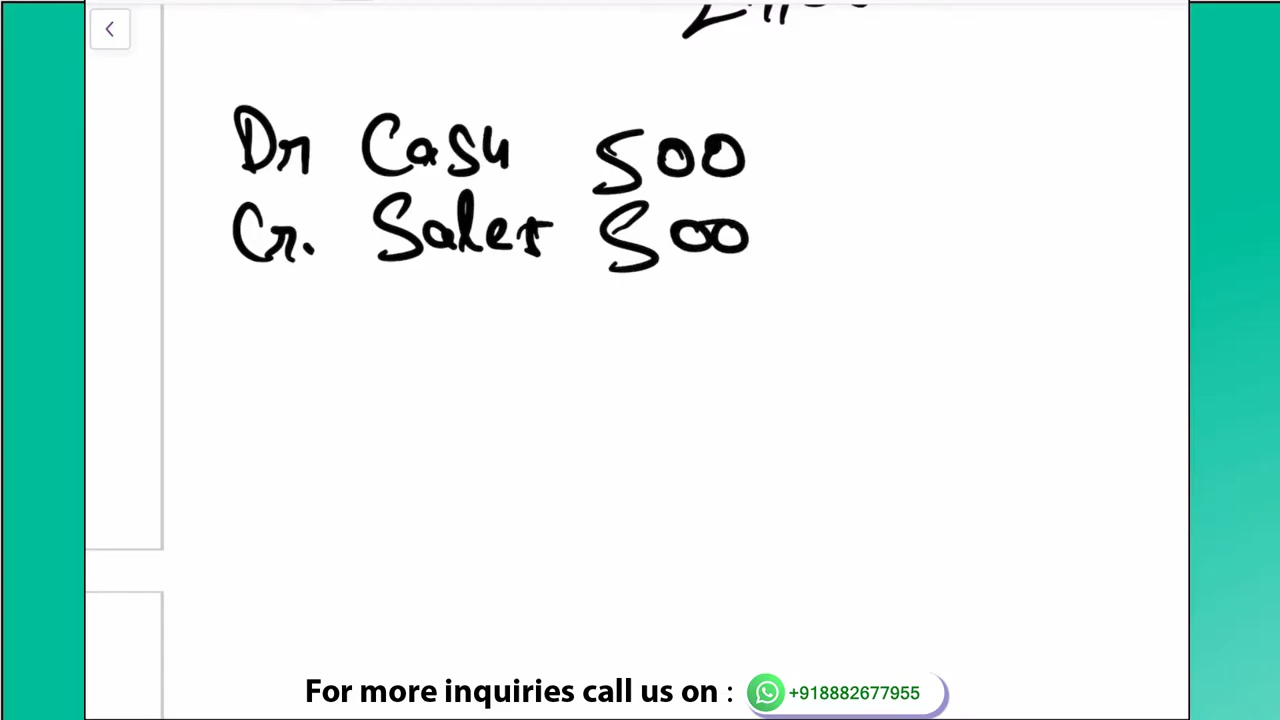 Dr Cash 500
Cr. Sales 500
For more inquiries call us on : +918882677955